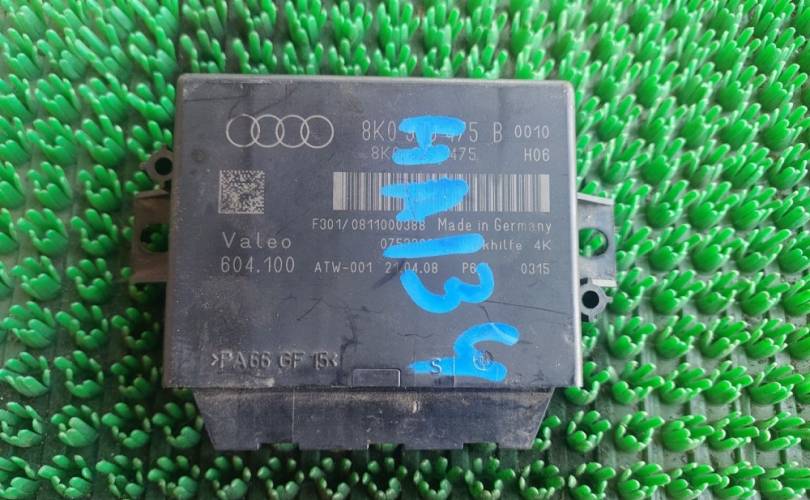 8K0 475 B 0010
475 H06
F301/0811000388 Made in Germany
Valeo 4K
604.100 ATW-001 21.04.08 0315
>PA66 GF 15<
S